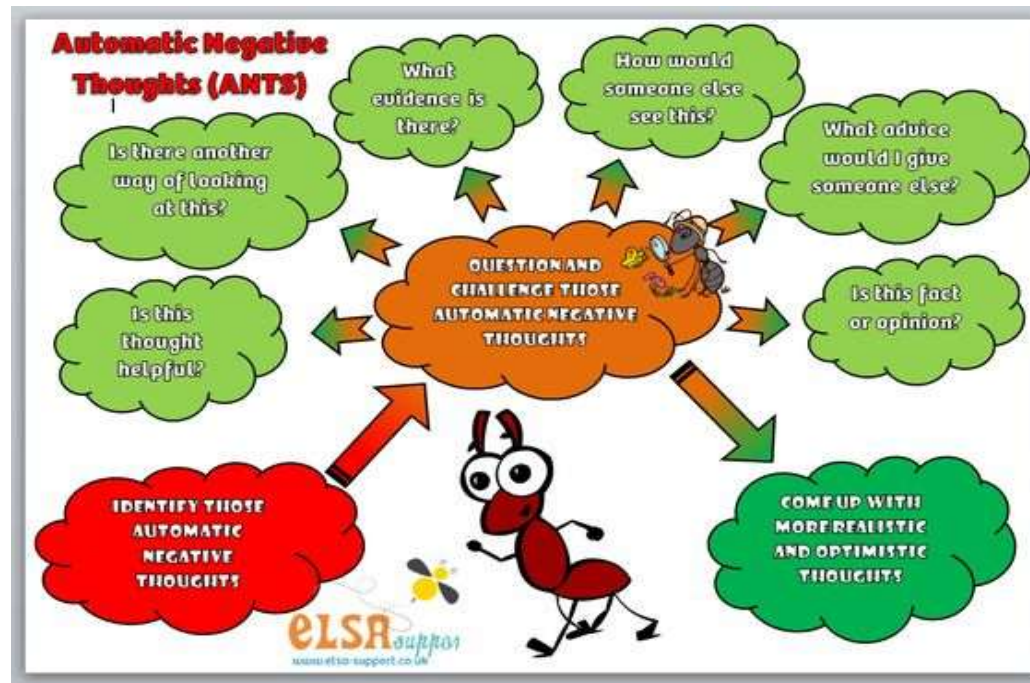 Automatic Negative
Thoughts (ANTS)
What
evidence is
there?
How would
someone else
see this?
Is there another
way of looking
at this?
What advice
would I give
someone else?
QUESTION AND
CHALLENGE THOSE
AUTOMATIC NEGATIVE
THOUGHTS
Is this
thought
helpful?
Is this fact
or opinion?
IDENTIFY THOSE
AUTOMATIC
NEGATIVE
THOUGHTS
COME UP WITH
MORE REALISTIC
AND OPTIMISTIC
THOUGHTS
eLSA suppor
www.elsa-support.co.uk